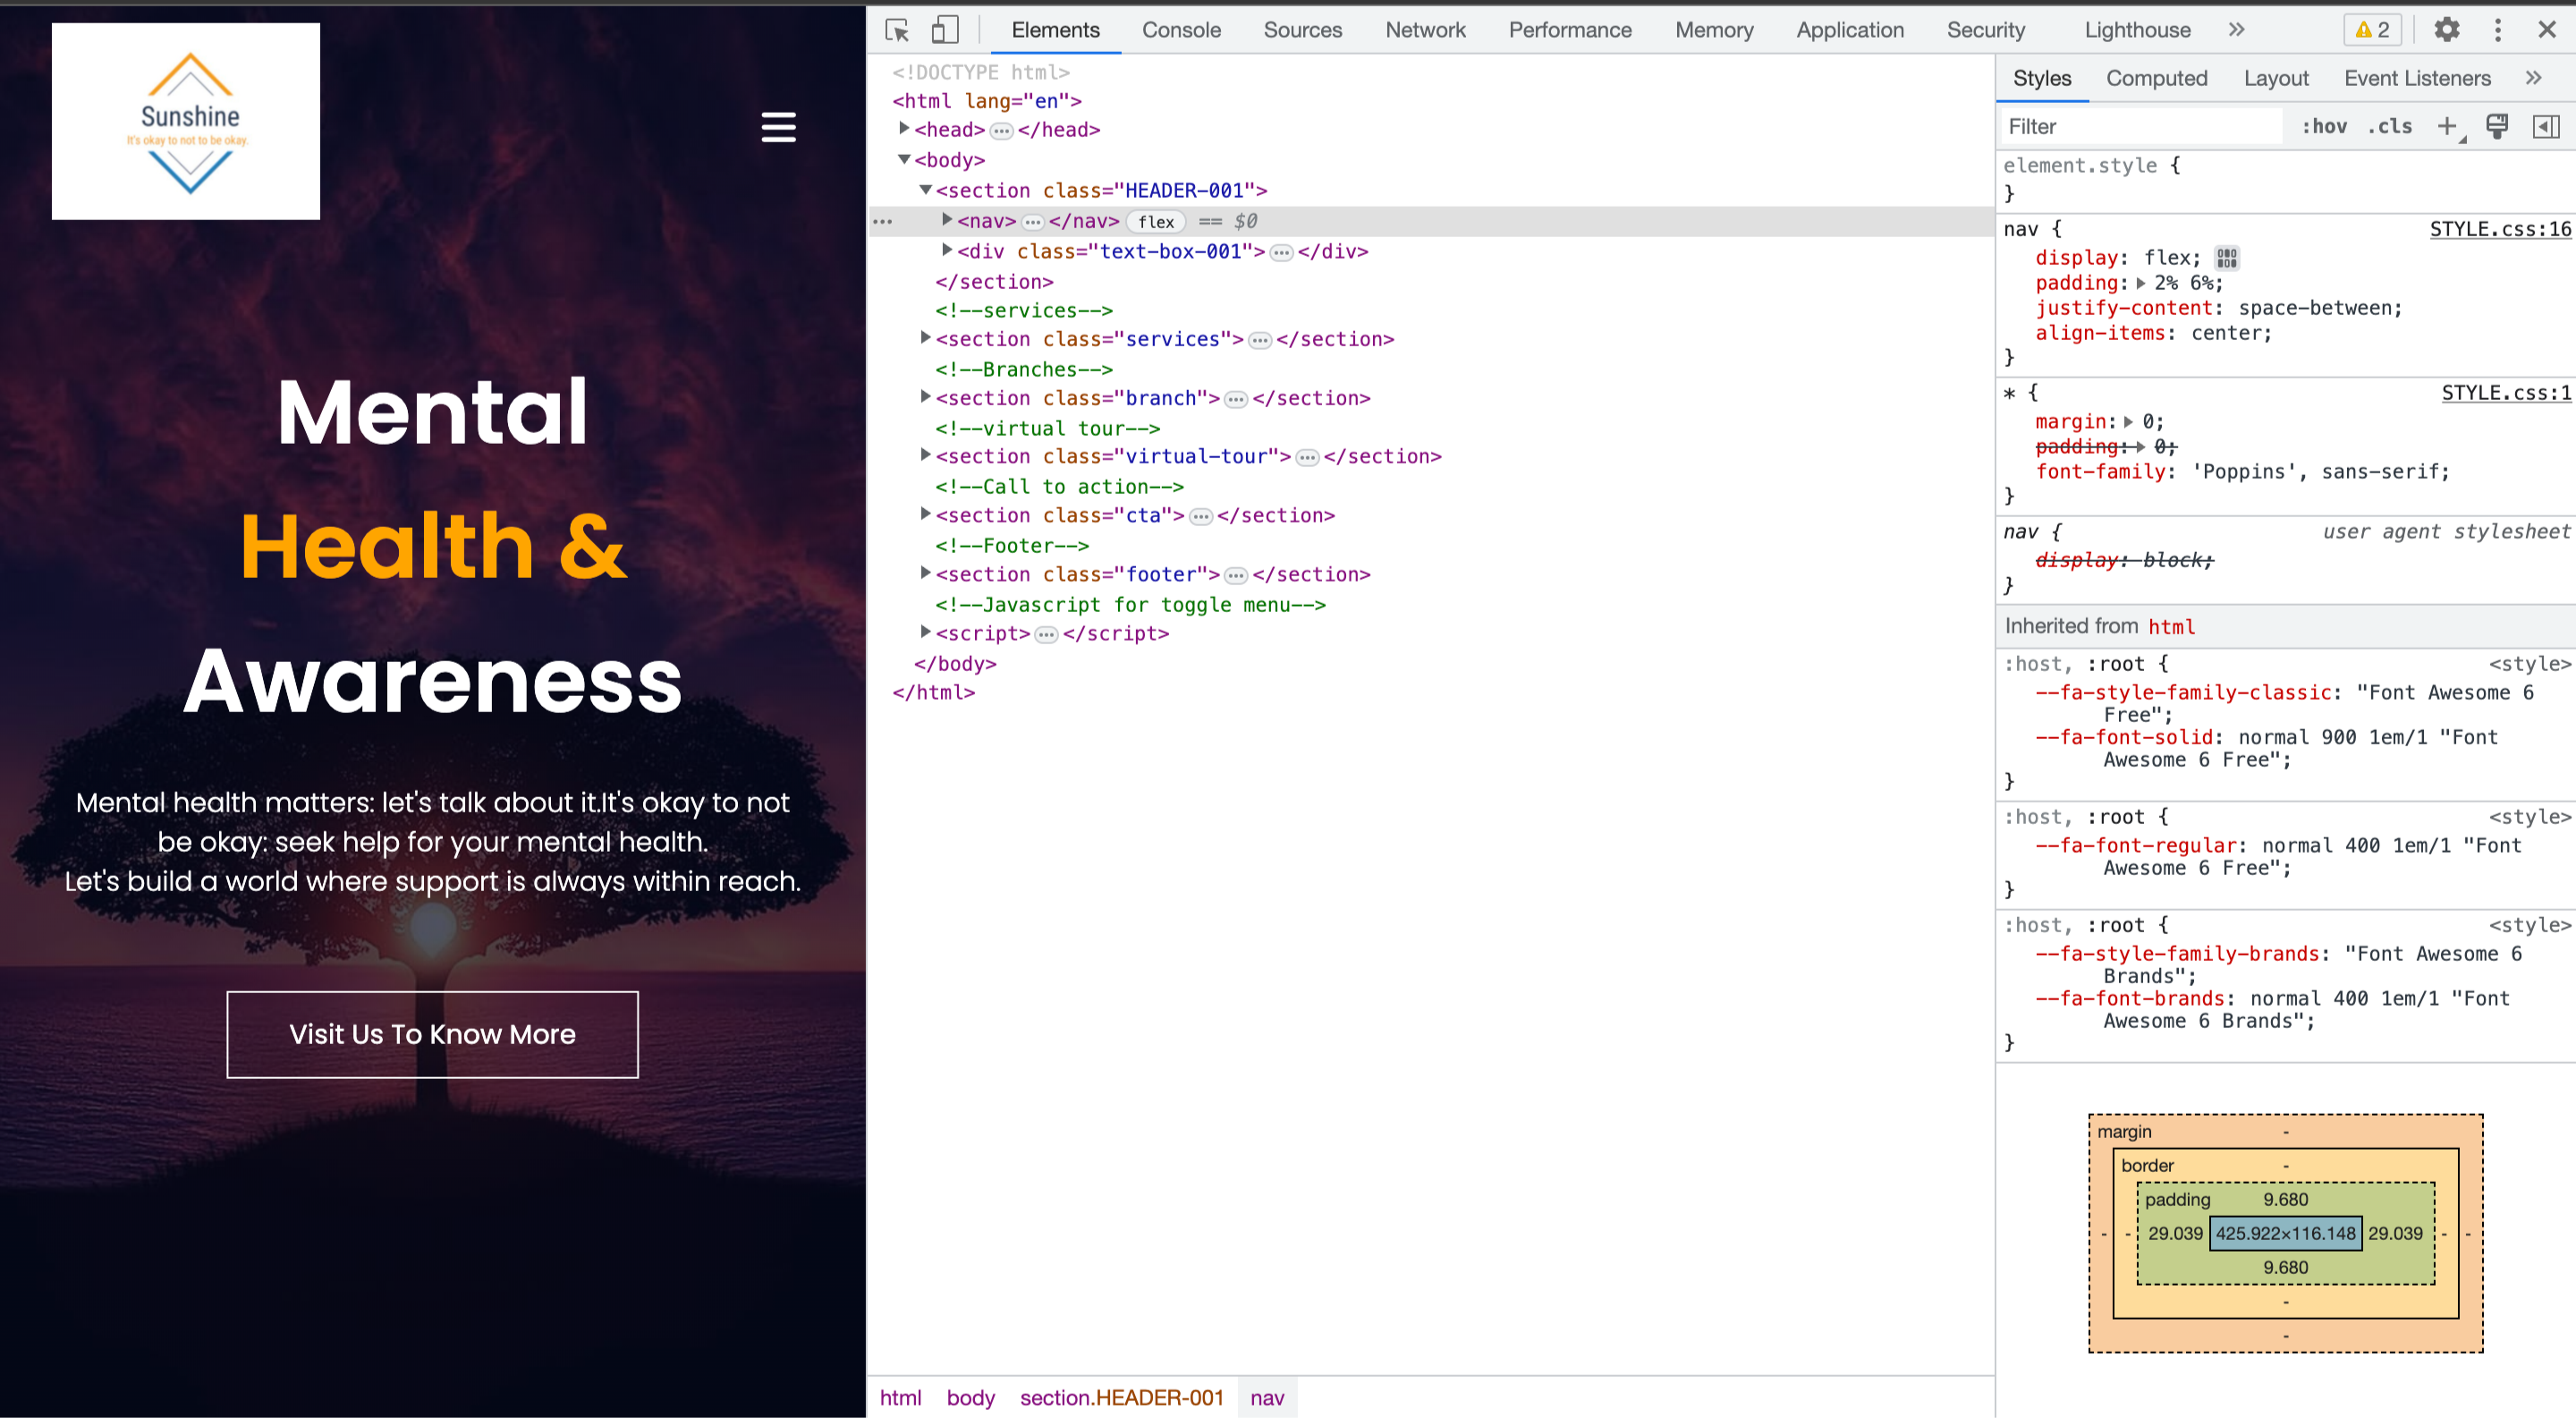 Sunshine
It's okay to not to be okay.
Mental
Health &
Awareness
Mental health matters: let's talk about it.It's okay to not
be okay: seek help for your mental health.
Let's build a world where support is always within reach.
Visit Us To Know More
Elements Console Sources Network Performance Memory Application Security Lighthouse » 2
<!DOCTYPE html>
<html lang="en">
<head> ••• </head>
<body>
<section class="HEADER-001">
••• <nav> ••• </nav> flex == $0
<div class="text-box-001"> ••• </div>
</section>
<!--services-->
<section class="services"> ••• </section>
<!--Branches-->
<section class="branch"> ••• </section>
<!--virtual tour-->
<section class="virtual-tour"> ••• </section>
<!--Call to action-->
<section class="cta"> ••• </section>
<!--Footer-->
<section class="footer"> ••• </section>
<!--Javascript for toggle menu-->
<script> ••• </script>
</body>
</html>
html body section.HEADER-001 nav
Styles Computed Layout Event Listeners »
Filter :hov .cls +
element.style {
}
nav { STYLE.css:16
display: flex;
padding: 2% 6%;
justify-content: space-between;
align-items: center;
}
* { STYLE.css:1
margin: 0;
padding: 0;
font-family: 'Poppins', sans-serif;
}
nav { user agent stylesheet
display: block;
}
Inherited from html
:host, :root { <style>
--fa-style-family-classic: "Font Awesome 6
Free";
--fa-font-solid: normal 900 1em/1 "Font
Awesome 6 Free";
}
:host, :root { <style>
--fa-font-regular: normal 400 1em/1 "Font
Awesome 6 Free";
}
:host, :root { <style>
--fa-style-family-brands: "Font Awesome 6
Brands";
--fa-font-brands: normal 400 1em/1 "Font
Awesome 6 Brands";
}
margin -
border -
padding 9.680
- - 29.039 425.922×116.148 29.039 - -
9.680
-
-